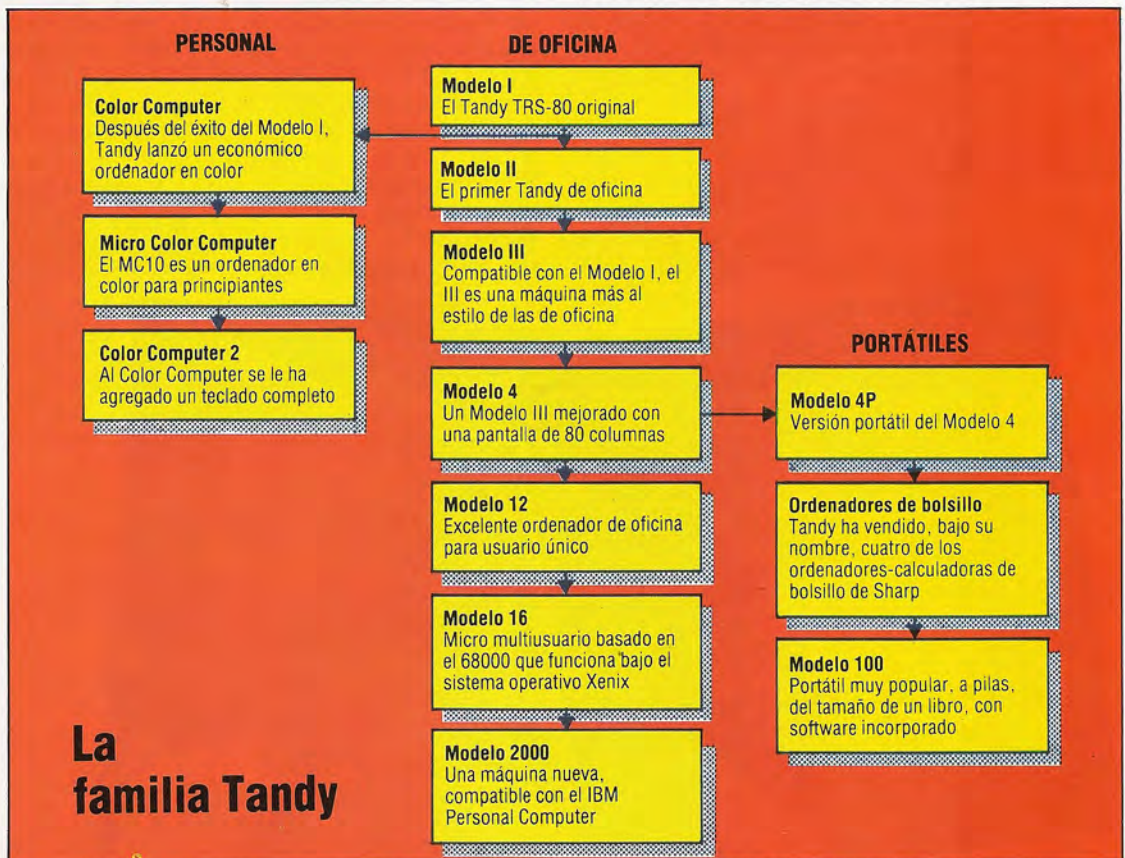 PERSONAL
Color Computer
Después del éxito del Modelo I,
Tandy lanzó un económico
ordenador en color
Micro Color Computer
El MC10 es un ordenador en
color para principiantes
Color Computer 2
Al Color Computer se le ha
agregado un teclado completo
DE OFICINA
Modelo I
El Tandy TRS-80 original
Modelo II
El primer Tandy de oficina
Modelo III
Compatible con el Modelo I, el
III es una máquina más al
estilo de las de oficina
Modelo 4
Un Modelo III mejorado con
una pantalla de 80 columnas
Modelo 12
Excelente ordenador de oficina
para usuario único
Modelo 16
Micro multiusuario basado en
el 68000 que funciona bajo el
sistema operativo Xenix
Modelo 2000
Una máquina nueva,
compatible con el IBM
Personal Computer
PORTÁTILES
Modelo 4P
Versión portátil del Modelo 4
Ordenadores de bolsillo
Tandy ha vendido, bajo su
nombre, cuatro de los
ordenadores-calculadoras de
bolsillo de Sharp
Modelo 100
Portátil muy popular, a pilas,
del tamaño de un libro, con
software incorporado
La
familia Tandy